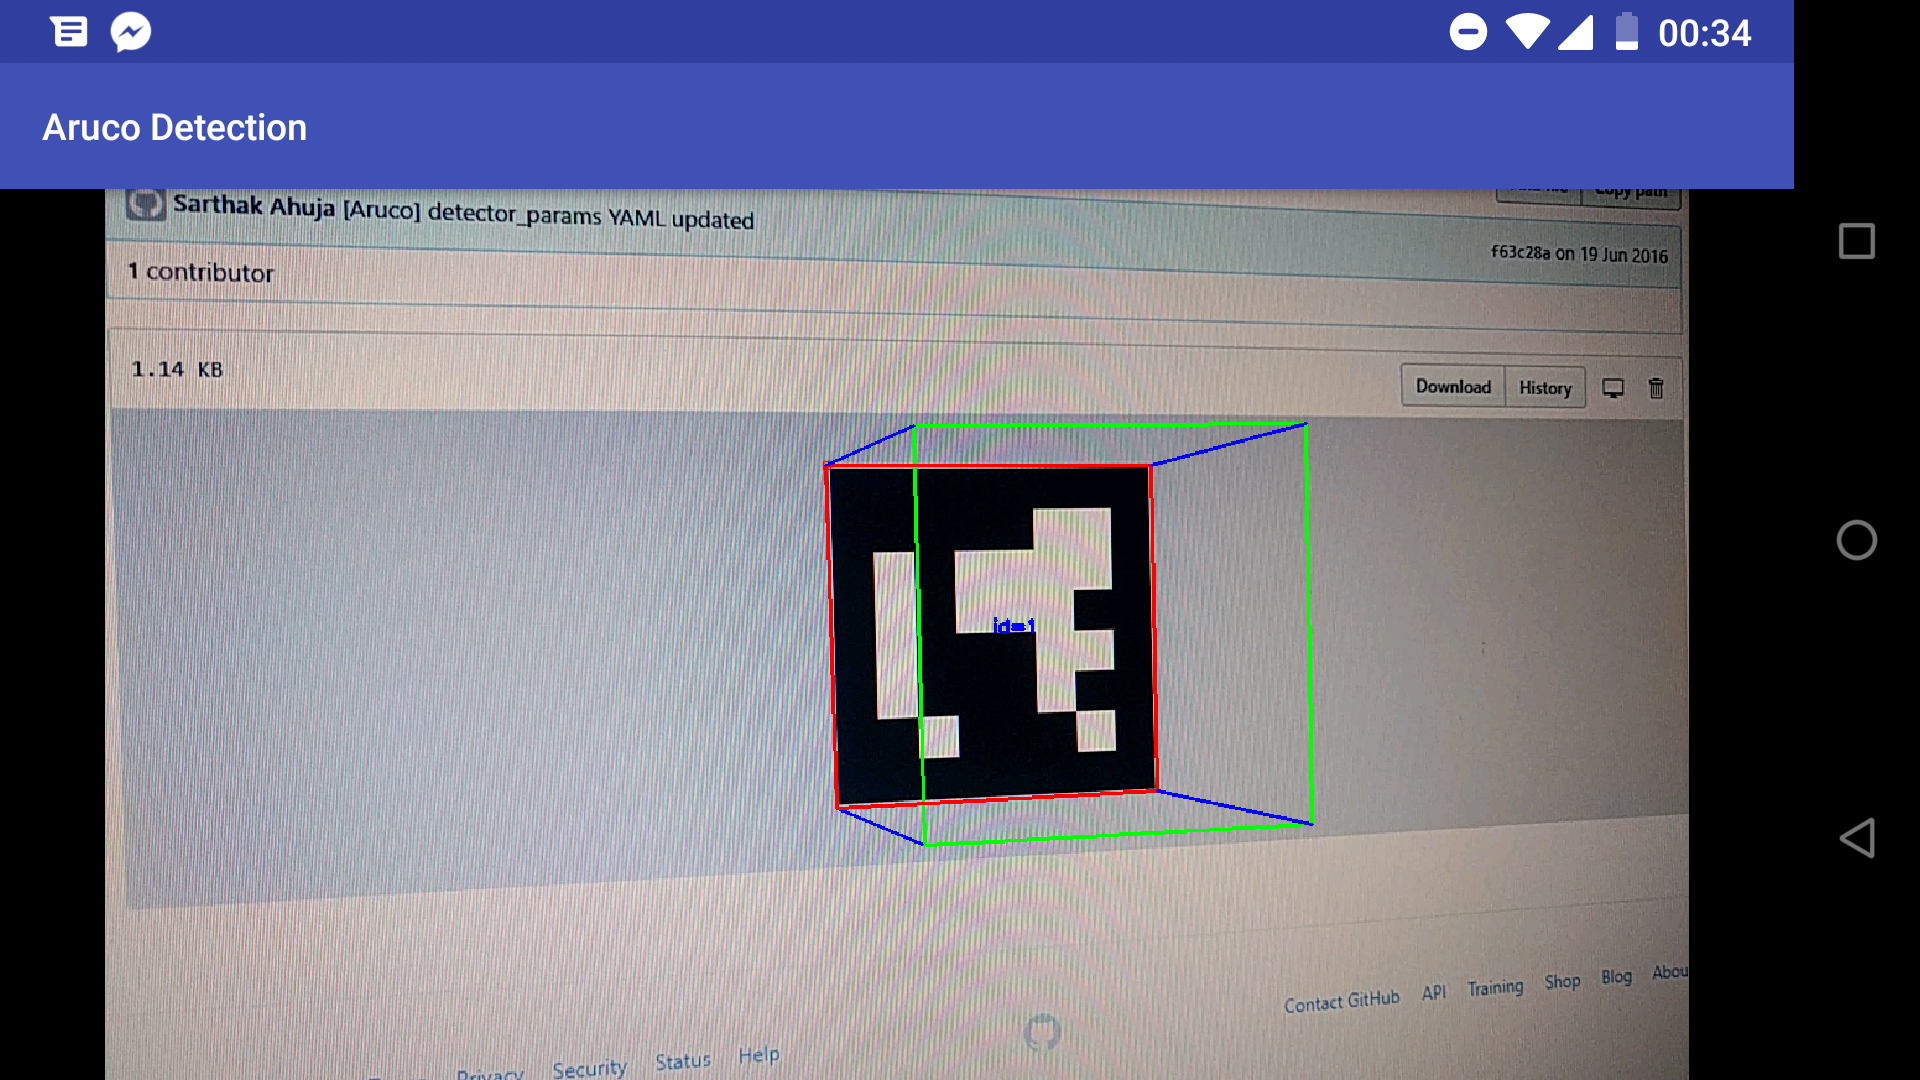 00:34
Aruco Detection
Copy path
Sarthak Ahuja [Aruco] detector_params YAML updated
f63c28a on 19 Jun 2016
1 contributor
1.14 KB
Download History
id=1
Contact GitHub API Training Shop Blog Abou
Privacy Security Status Help